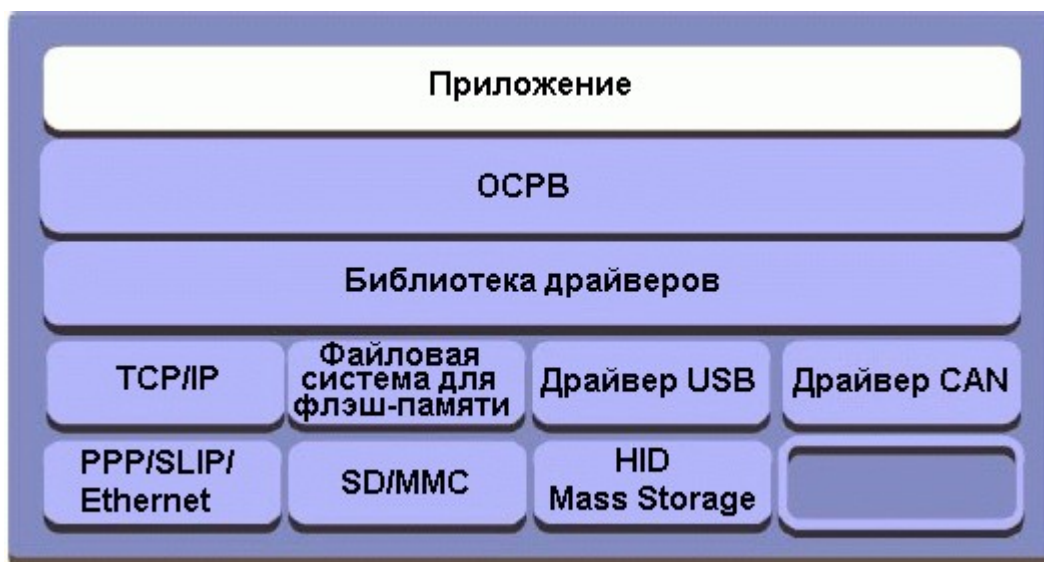 Приложение
ОСРВ
Библиотека драйверов
TCP/IP
Файловая
система для
флэш-памяти
Драйвер USB
Драйвер CAN
PPP/SLIP/
Ethernet
SD/MMC
HID
Mass Storage